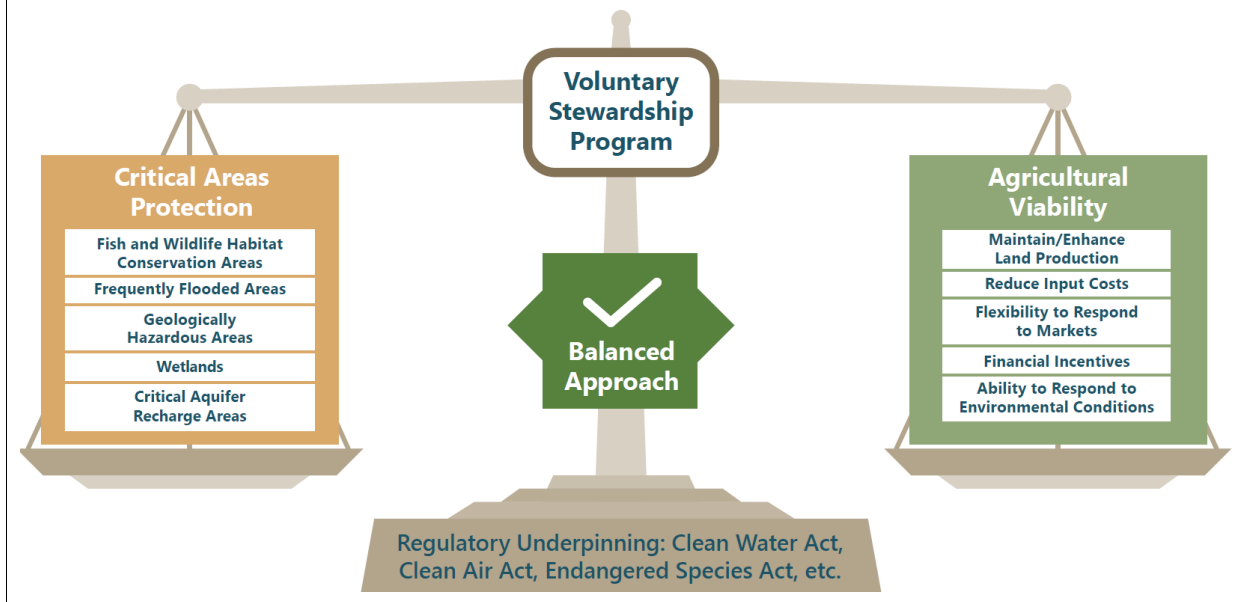 Voluntary
Stewardship
Program
Critical Areas
Protection
Fish and Wildlife Habitat
Conservation Areas
Frequently Flooded Areas
Geologically
Hazardous Areas
Wetlands
Critical Aquifer
Recharge Areas
Balanced
Approach
Agricultural
Viability
Maintain/Enhance
Land Production
Reduce Input Costs
Flexibility to Respond
to Markets
Financial Incentives
Ability to Respond to
Environmental Conditions
Regulatory Underpinning: Clean Water Act,
Clean Air Act, Endangered Species Act, etc.